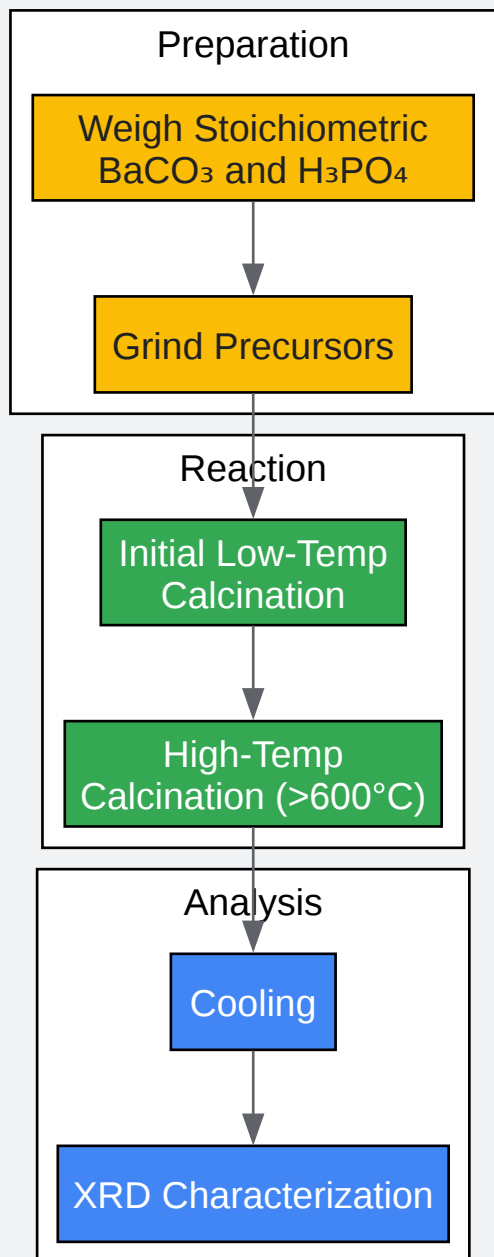 Preparation
Weigh Stoichiometric
BaCO₃ and H₃PO₄
Grind Precursors
Reaction
Initial Low-Temp
Calcination
High-Temp
Calcination (>600°C)
Analysis
Cooling
XRD Characterization